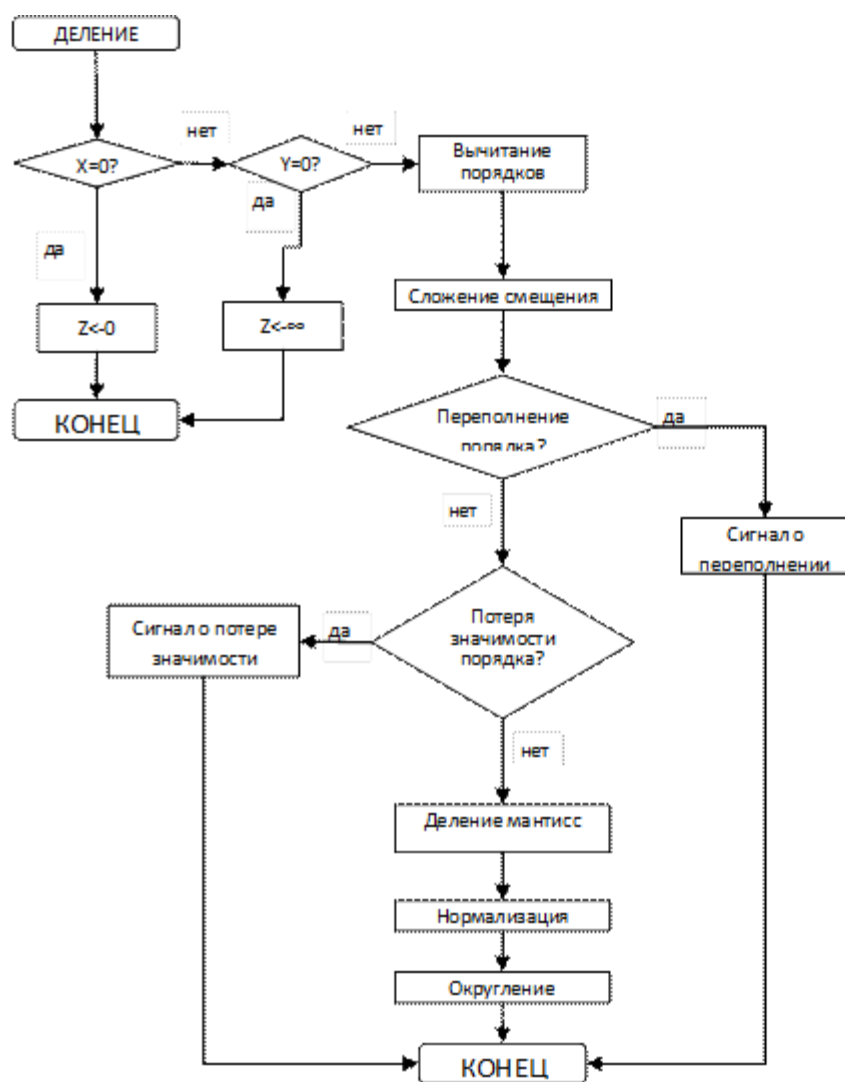 ДЕЛЕНИЕ
нет
нет
X=0?
Y=0?
Вычитание
порядков
да
да
Сложение смещения
Z<-0
Z<-∞
КОНЕЦ
Переполнение
порядка?
да
нет
Сигнал о
переполнении
Сигнал о потере
значимости
да
Потеря
значимости
порядка?
нет
Деление мантисс
Нормализация
Округление
КОНЕЦ